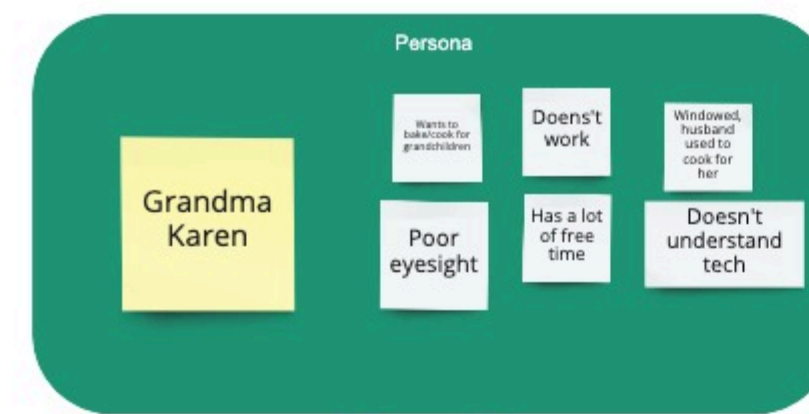 Persona
Grandma
Karen
Wants to
bake/cook for
grandchildren
Doens't
work
Windowed,
husband
used to
cook for
her
Poor
eyesight
Has a lot
of free
time
Doesn't
understand
tech